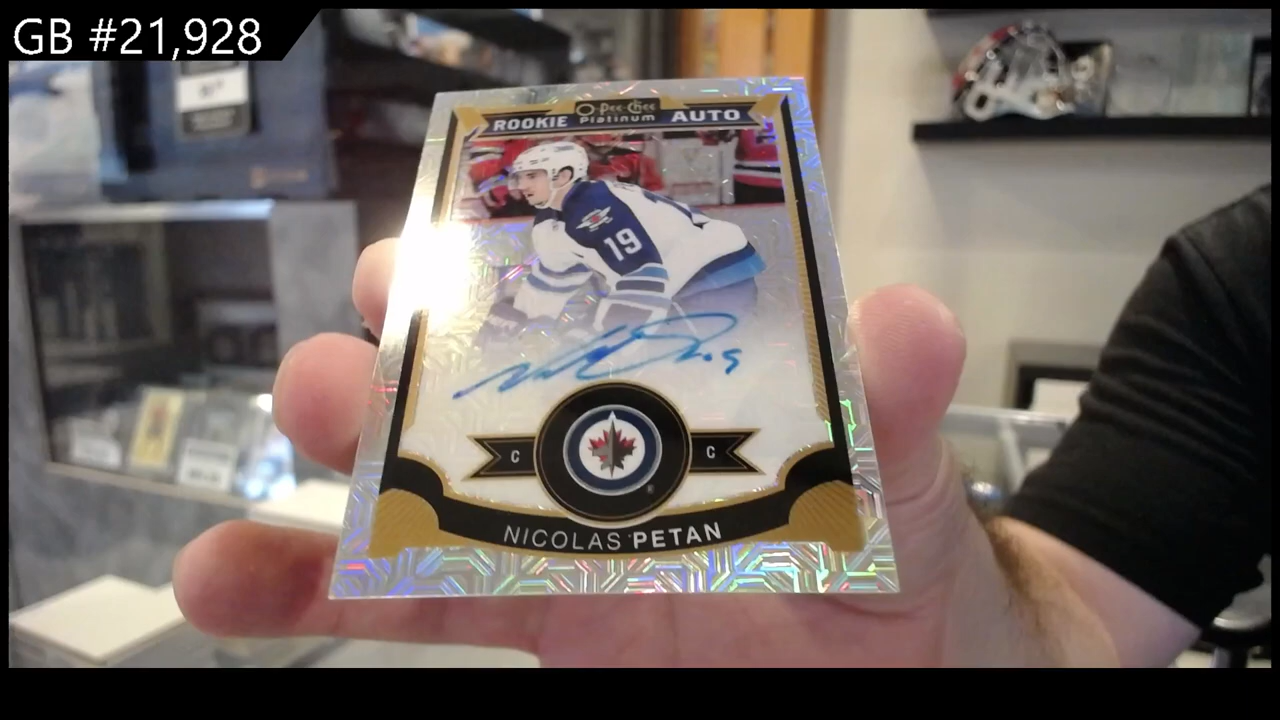 GB #21,928
O-Pee-Chee
ROOKIE Platinum AUTO
19
C C
NICOLAS PETAN